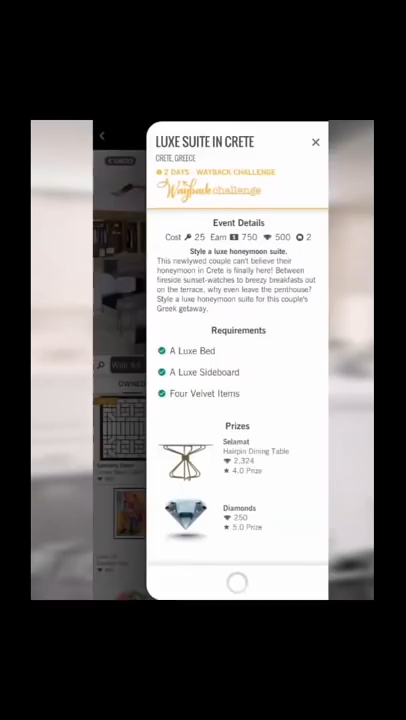 LUXE SUITE IN CRETE
CRETE, GREECE
2 DAYS - WAYBACK CHALLENGE
Wayback challenge
Event Details
Cost 25 Earn 750 500 2
Style a luxe honeymoon suite.
This newlywed couple can't believe their
honeymoon in Crete is finally here! Between
fireside sunset-watches to breezy breakfasts out
on the terrace, why even leave the penthouse?
Style a luxe honeymoon suite for this couple's
Greek getaway.
Requirements
A Luxe Bed
A Luxe Sideboard
Four Velvet Items
Prizes
Selamat
Hairpin Dining Table
2,324
4.0 Prize
Diamonds
250
5.0 Prize
OWNED